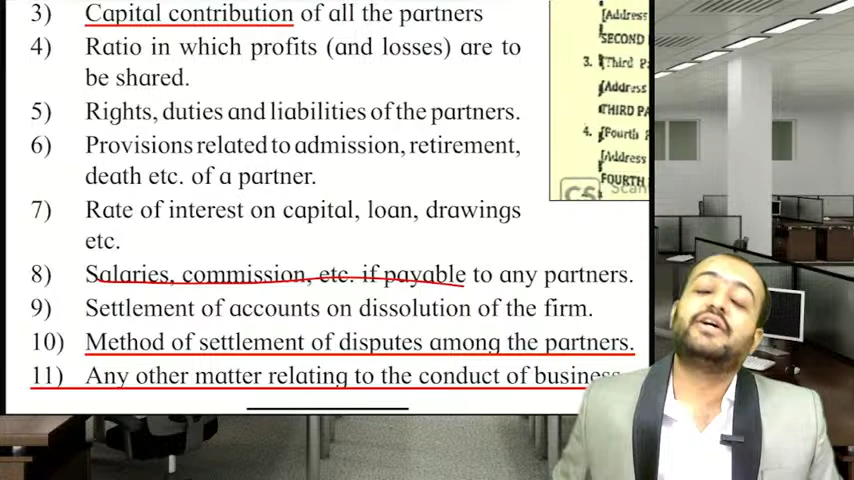 3) Capital contribution of all the partners
4) Ratio in which profits (and losses) are to
be shared.
5) Rights, duties and liabilities of the partners.
6) Provisions related to admission, retirement,
death etc. of a partner.
7) Rate of interest on capital, loan, drawings
etc.
8) Salaries, commission, etc. if payable to any partners.
9) Settlement of accounts on dissolution of the firm.
10) Method of settlement of disputes among the partners.
11) Any other matter relating to the conduct of business
[Address
SECOND
3. [Third
[Address
THIRD PA
4. [Fourth
[Address
FOURTH
CS